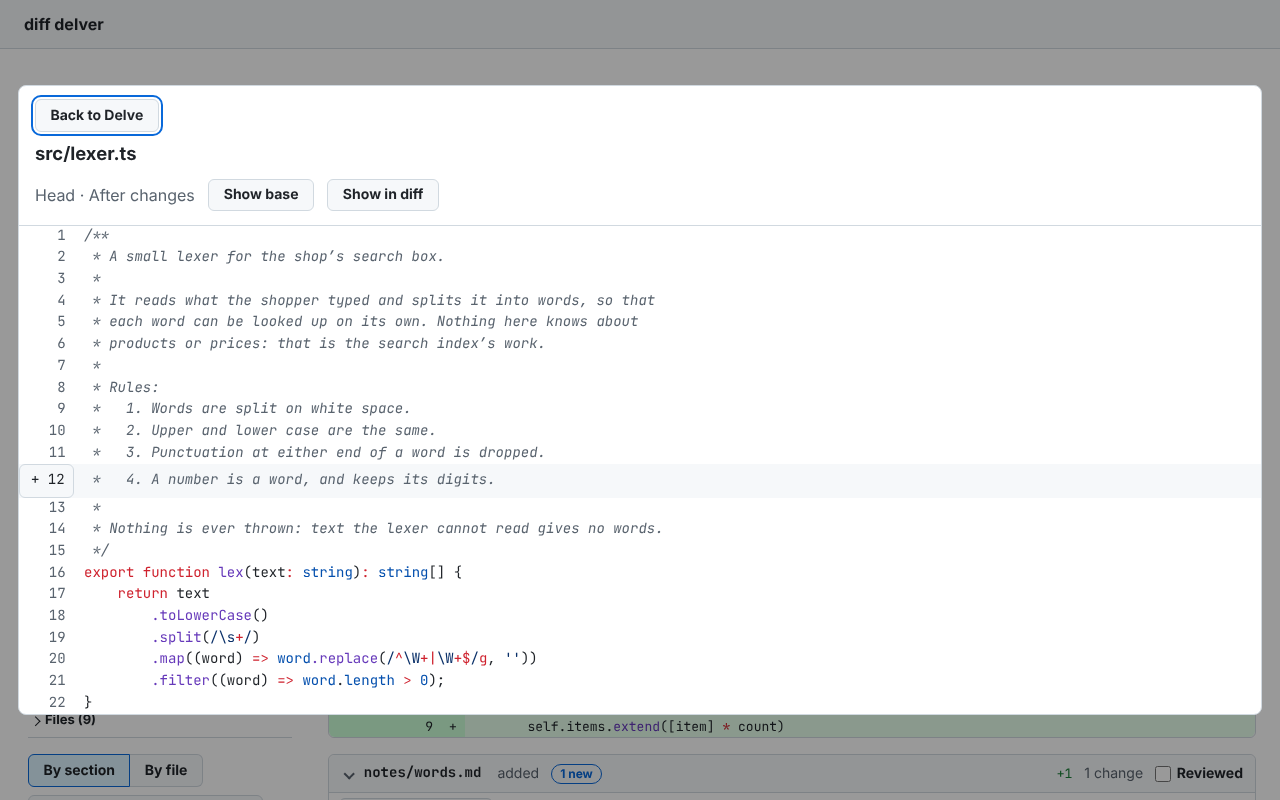 diff delver
Back to Delve
src/lexer.ts
Head · After changes Show base Show in diff
1 /**
2  * A small lexer for the shop’s search box.
3  *
4  * It reads what the shopper typed and splits it into words, so that
5  * each word can be looked up on its own. Nothing here knows about
6  * products or prices: that is the search index’s work.
7  *
8  * Rules:
9  *   1. Words are split on white space.
10  *   2. Upper and lower case are the same.
11  *   3. Punctuation at either end of a word is dropped.
+ 12  *   4. A number is a word, and keeps its digits.
13  *
14  * Nothing is ever thrown: text the lexer cannot read gives no words.
15  */
16 export function lex(text: string): string[] {
17     return text
18         .toLowerCase()
19         .split(/\s+/)
20         .map((word) => word.replace(/^\W+|\W+$/g, ''))
21         .filter((word) => word.length > 0);
22 }
Files (9)
9 + self.items.extend([item] * count)
By section By file
notes/words.md added 1 new +1 1 change Reviewed